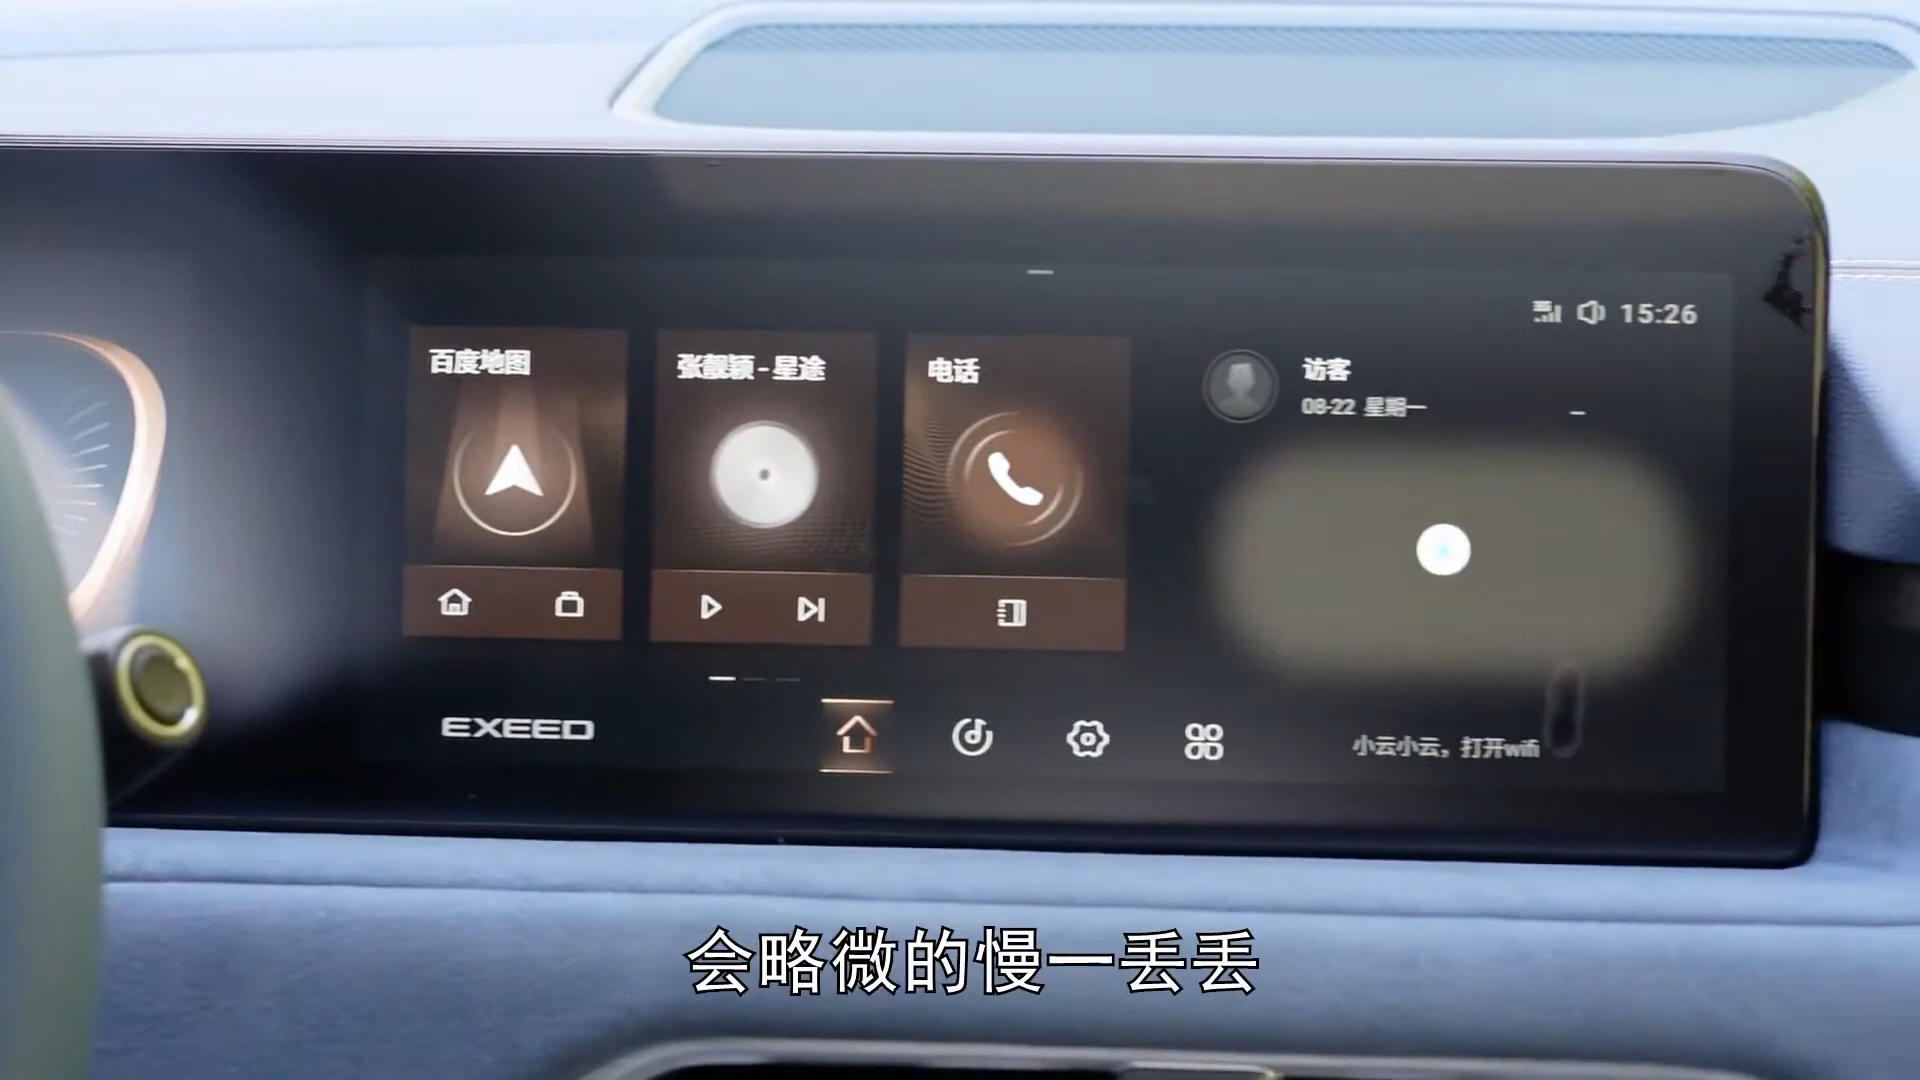 15:26
百度地图
张靓颖-星途
电话
访客
08-22 星期一
EXEED
小云小云，打开wifi
会略微的慢一丢丢